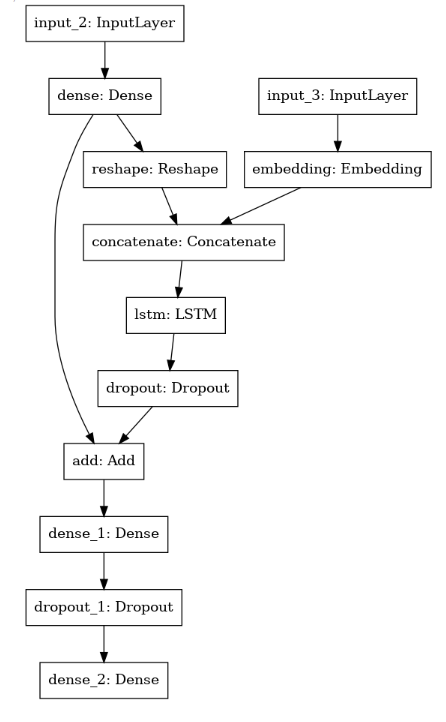 input_2: InputLayer
dense: Dense
input_3: InputLayer
reshape: Reshape
embedding: Embedding
concatenate: Concatenate
lstm: LSTM
dropout: Dropout
add: Add
dense_1: Dense
dropout_1: Dropout
dense_2: Dense